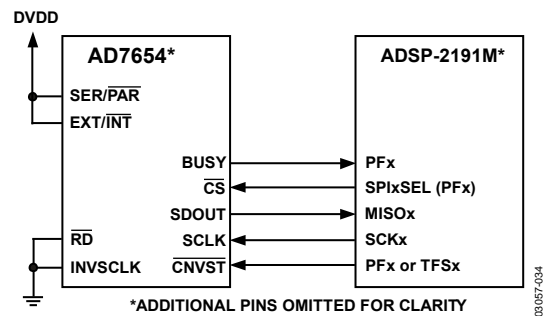 DVDD
AD7654*
ADSP-2191M*
SER/PAR
EXT/INT
BUSY
PFx
CS
SPIxSEL (PFx)
SDOUT
MISOx
RD
SCLK
SCKx
INVSCLK
CNVST
PFx or TFSx
*ADDITIONAL PINS OMITTED FOR CLARITY
03057-034